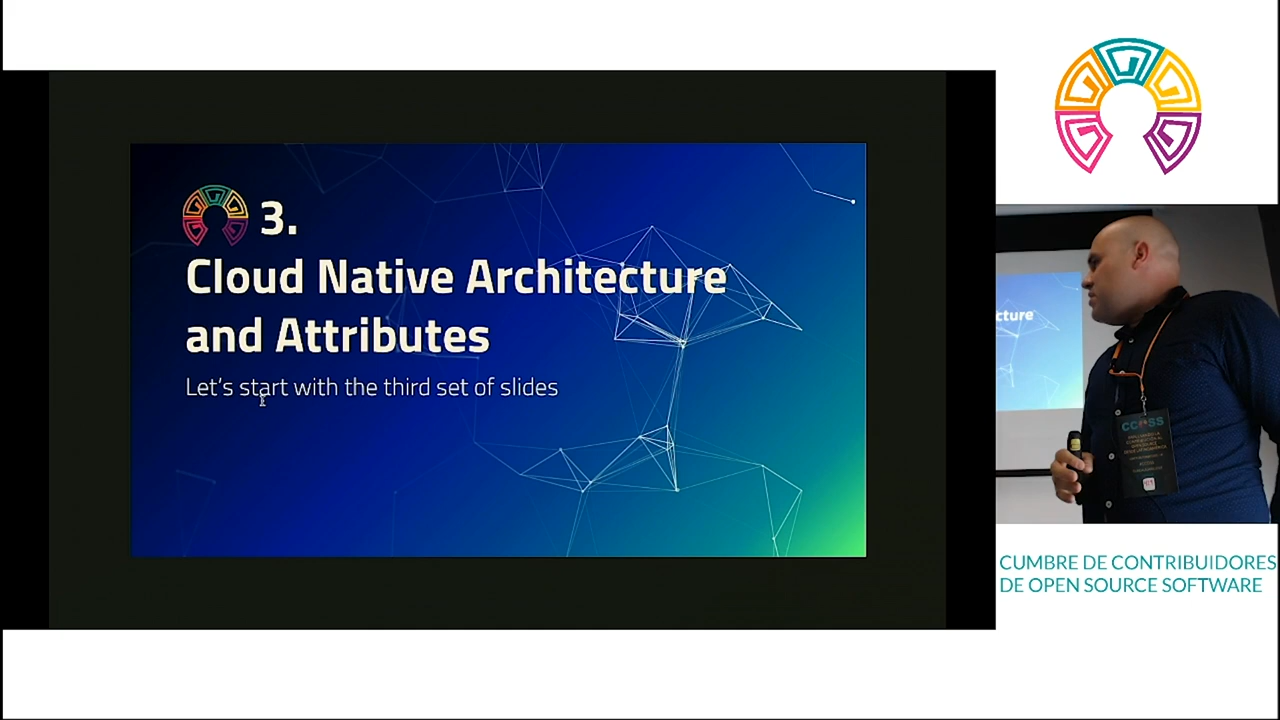 3.
Cloud Native Architecture
and Attributes
Let's start with the third set of slides
cture
CCOSS
CUMBRE DE CONTRIBUIDORES
DE OPEN SOURCE SOFTWARE